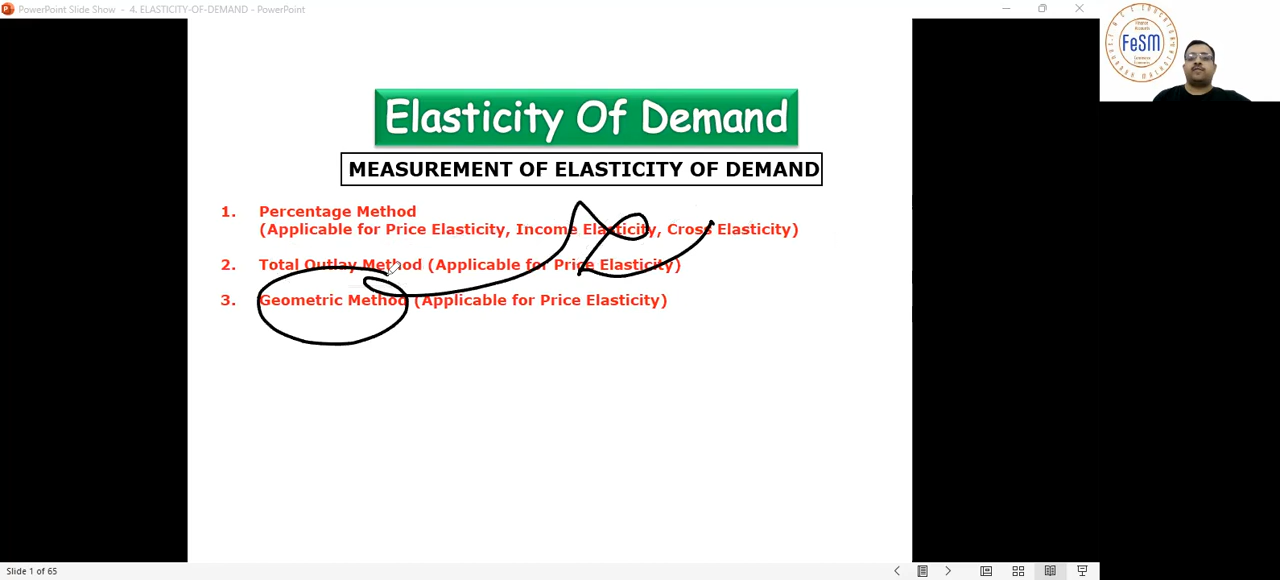 PowerPoint Slide Show - 4. ELASTICITY-OF-DEMAND - PowerPoint
FeSM
Elasticity Of Demand
MEASUREMENT OF ELASTICITY OF DEMAND
1. Percentage Method
(Applicable for Price Elasticity, Income Elasticity, Cross Elasticity)
2. Total Outlay Method (Applicable for Price Elasticity)
3. Geometric Method (Applicable for Price Elasticity)
Slide 1 of 65